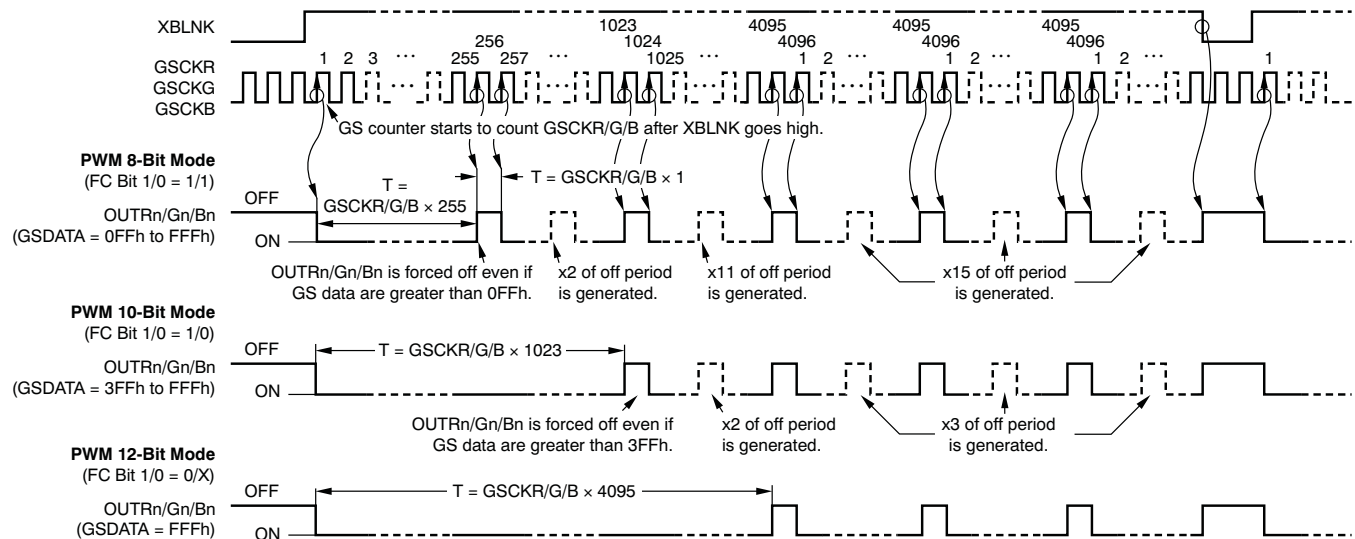 XBLNK
1023 4095 4095 4095
256 1024 4096 4096 4096
1 2 3 ··· 255 257 ··· 1025 ··· 1 2 ··· 1 2 ··· 1 2 ··· 1
GSCKR
GSCKG
GSCKB
GS counter starts to count GSCKR/G/B after XBLNK goes high.
PWM 8-Bit Mode
(FC Bit 1/0 = 1/1)
T =
GSCKR/G/B × 255
T = GSCKR/G/B × 1
OFF
OUTRn/Gn/Bn
(GSDATA = 0FFh to FFFh)
ON
OUTRn/Gn/Bn is forced off even if
GS data are greater than 0FFh.
x2 of off period
is generated.
x11 of off period
is generated.
x15 of off period
is generated.
PWM 10-Bit Mode
(FC Bit 1/0 = 1/0)
OFF
T = GSCKR/G/B × 1023
OUTRn/Gn/Bn
(GSDATA = 3FFh to FFFh)
ON
OUTRn/Gn/Bn is forced off even if
GS data are greater than 3FFh.
x2 of off period
is generated.
x3 of off period
is generated.
PWM 12-Bit Mode
(FC Bit 1/0 = 0/X)
OFF
T = GSCKR/G/B × 4095
OUTRn/Gn/Bn
(GSDATA = FFFh)
ON